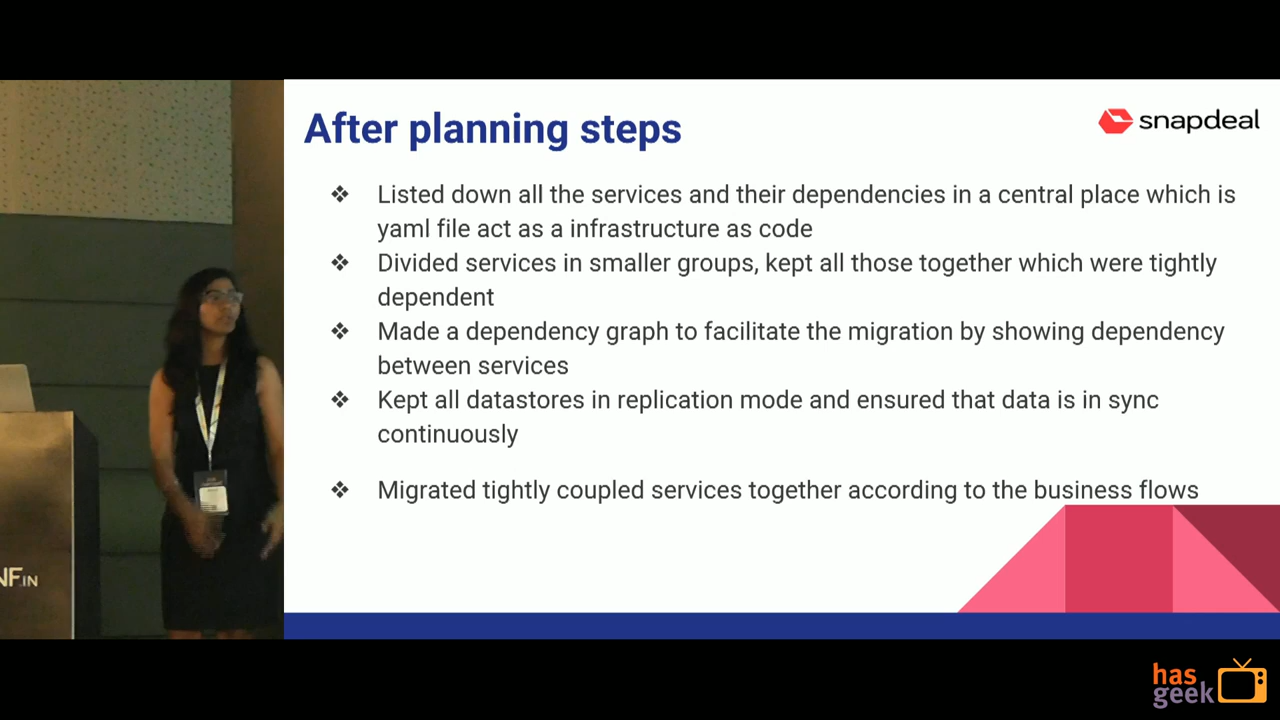 After planning steps
snapdeal
❖ Listed down all the services and their dependencies in a central place which is
yaml file act as a infrastructure as code
❖ Divided services in smaller groups, kept all those together which were tightly
dependent
❖ Made a dependency graph to facilitate the migration by showing dependency
between services
❖ Kept all datastores in replication mode and ensured that data is in sync
continuously
❖ Migrated tightly coupled services together according to the business flows
NF.IN
has
geek